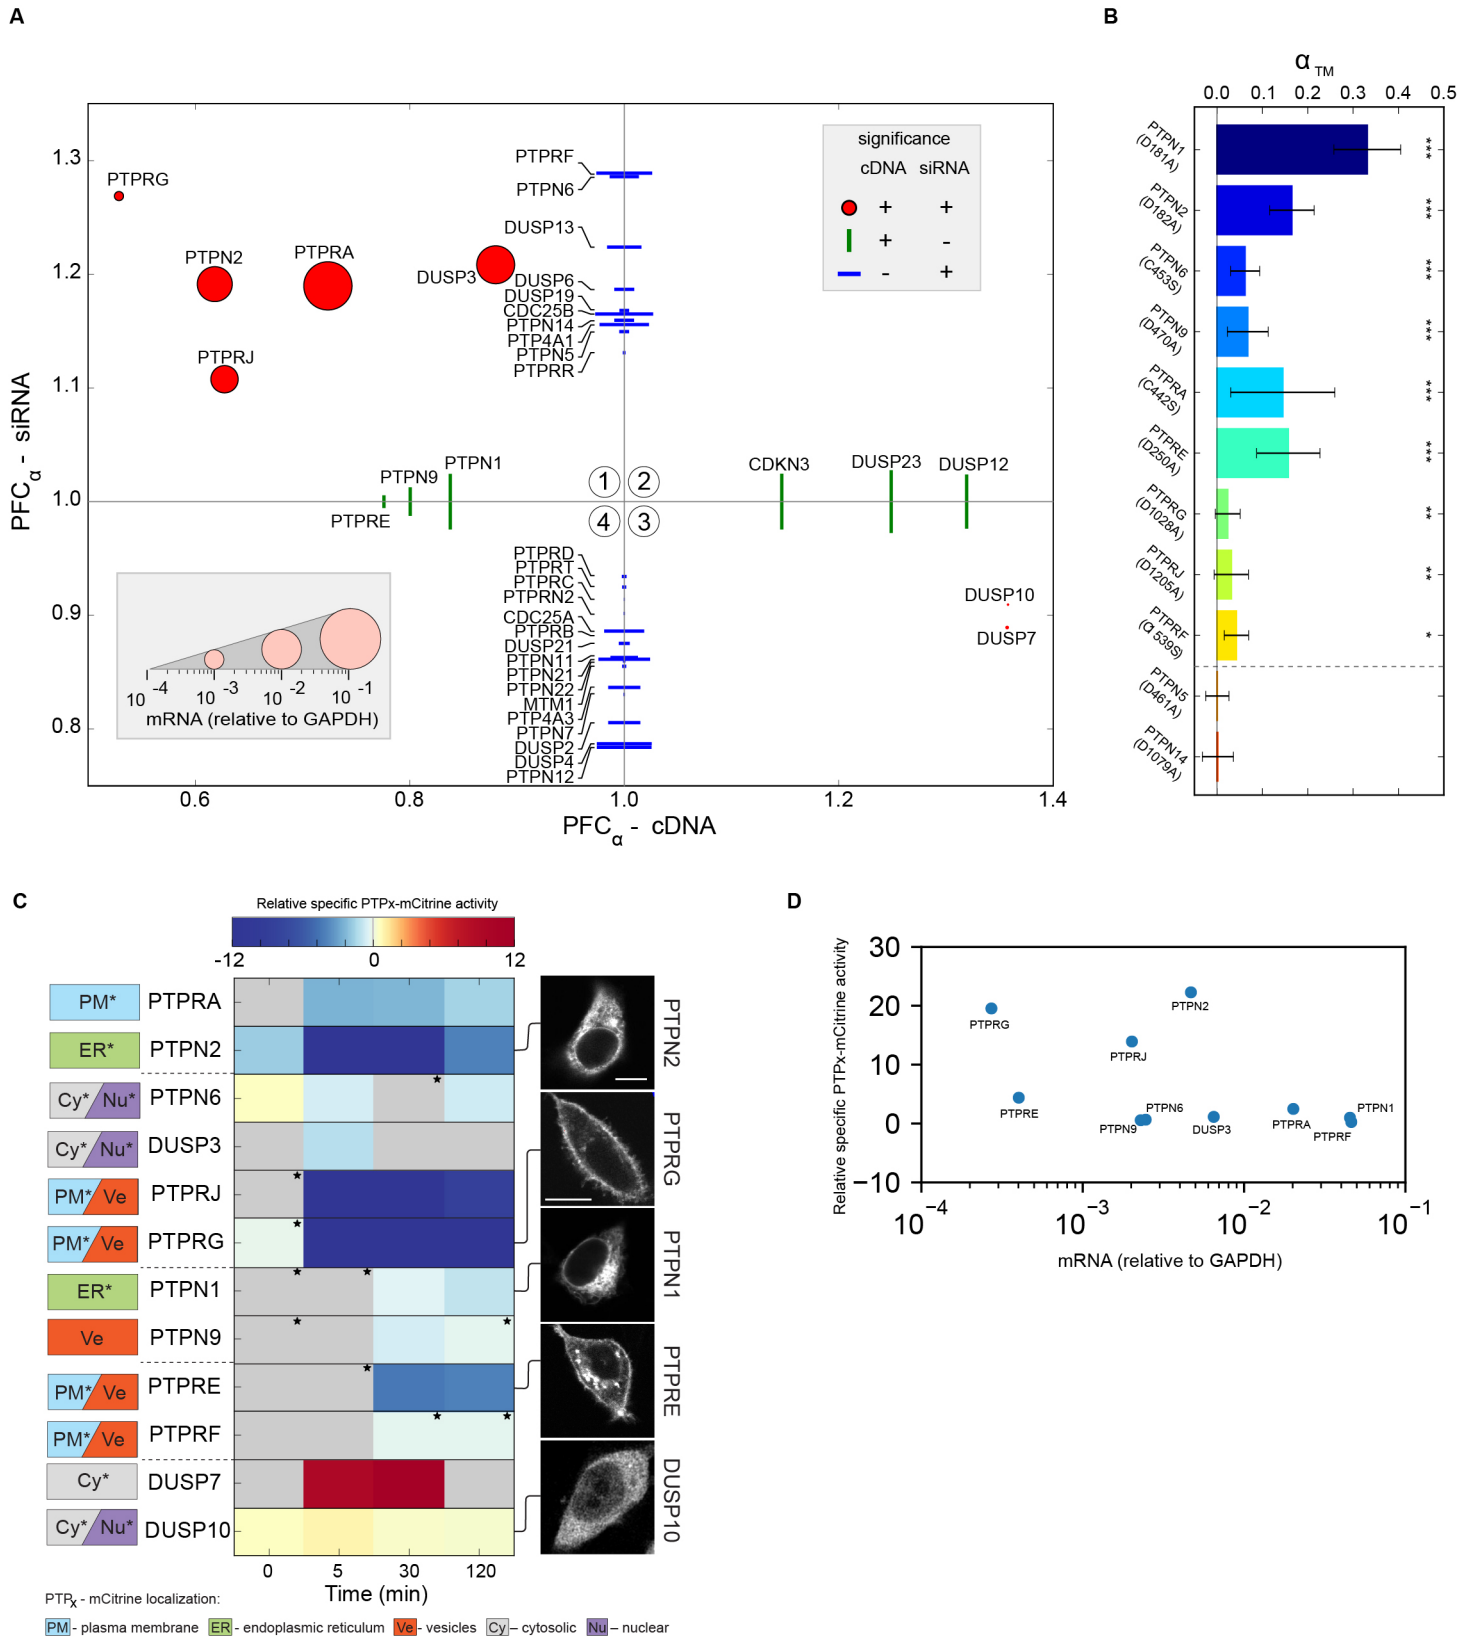 A
PFCα - siRNA
1.3
1.2
1.1
1.0
0.9
0.8
0.6
0.8
1.0
1.2
1.4
PFCα - cDNA
PTPRG
PTPN2
PTPRA
DUSP3
PTPRJ
PTPRF
PTPN6
DUSP13
DUSP6
DUSP19
CDC25B
PTPN14
PTP4A1
PTPN5
PTPRR
significance
cDNA siRNA
+ +
+ -
- +
PTPRE
PTPN9
PTPN1
1 2
4 3
CDKN3
DUSP23
DUSP12
PTPRD
PTPRT
PTPRC
PTPRN2
CDC25A
PTPRB
DUSP21
PTPN11
PTPN21
PTPN22
MTM1
PTP4A3
PTPN7
DUSP2
DUSP4
PTPN12
DUSP10
DUSP7
10-4 10-3 10-2 10-1
mRNA (relative to GAPDH)
B
αTM
0.0 0.1 0.2 0.3 0.4 0.5
PTPN1
(D181A)
***
PTPN2
(D182A)
***
PTPN6
(C453S)
***
PTPN9
(D470A)
***
PTPRA
(C442S)
***
PTPRE
(D250A)
***
PTPRG
(D1028A)
**
PTPRJ
(D1205A)
**
PTPRF
(C1539S)
*
PTPN5
(D461A)
PTPN14
(D1079A)
C
Relative specific PTPx-mCitrine activity
-12 0 12
PM* PTPRA
ER* PTPN2
Cy* Nu* PTPN6
Cy* Nu* DUSP3
PM* Ve PTPRJ
PM* Ve PTPRG
ER* PTPN1
Ve PTPN9
PM* Ve PTPRE
PM* Ve PTPRF
Cy* DUSP7
Cy* Nu* DUSP10
0 5 30 120
Time (min)
PTPN2
PTPRG
PTPN1
PTPRE
DUSP10
PTPx - mCitrine localization:
PM - plasma membrane ER - endoplasmic reticulum Ve - vesicles Cy – cytosolic Nu – nuclear
D
Relative specific PTPx-mCitrine activity
30
20
10
0
−10
10−4 10−3 10−2 10−1
mRNA (relative to GAPDH)
PTPRG
PTPN2
PTPRJ
PTPRE
PTPN9
PTPN6
DUSP3
PTPRA
PTPN1
PTPRF